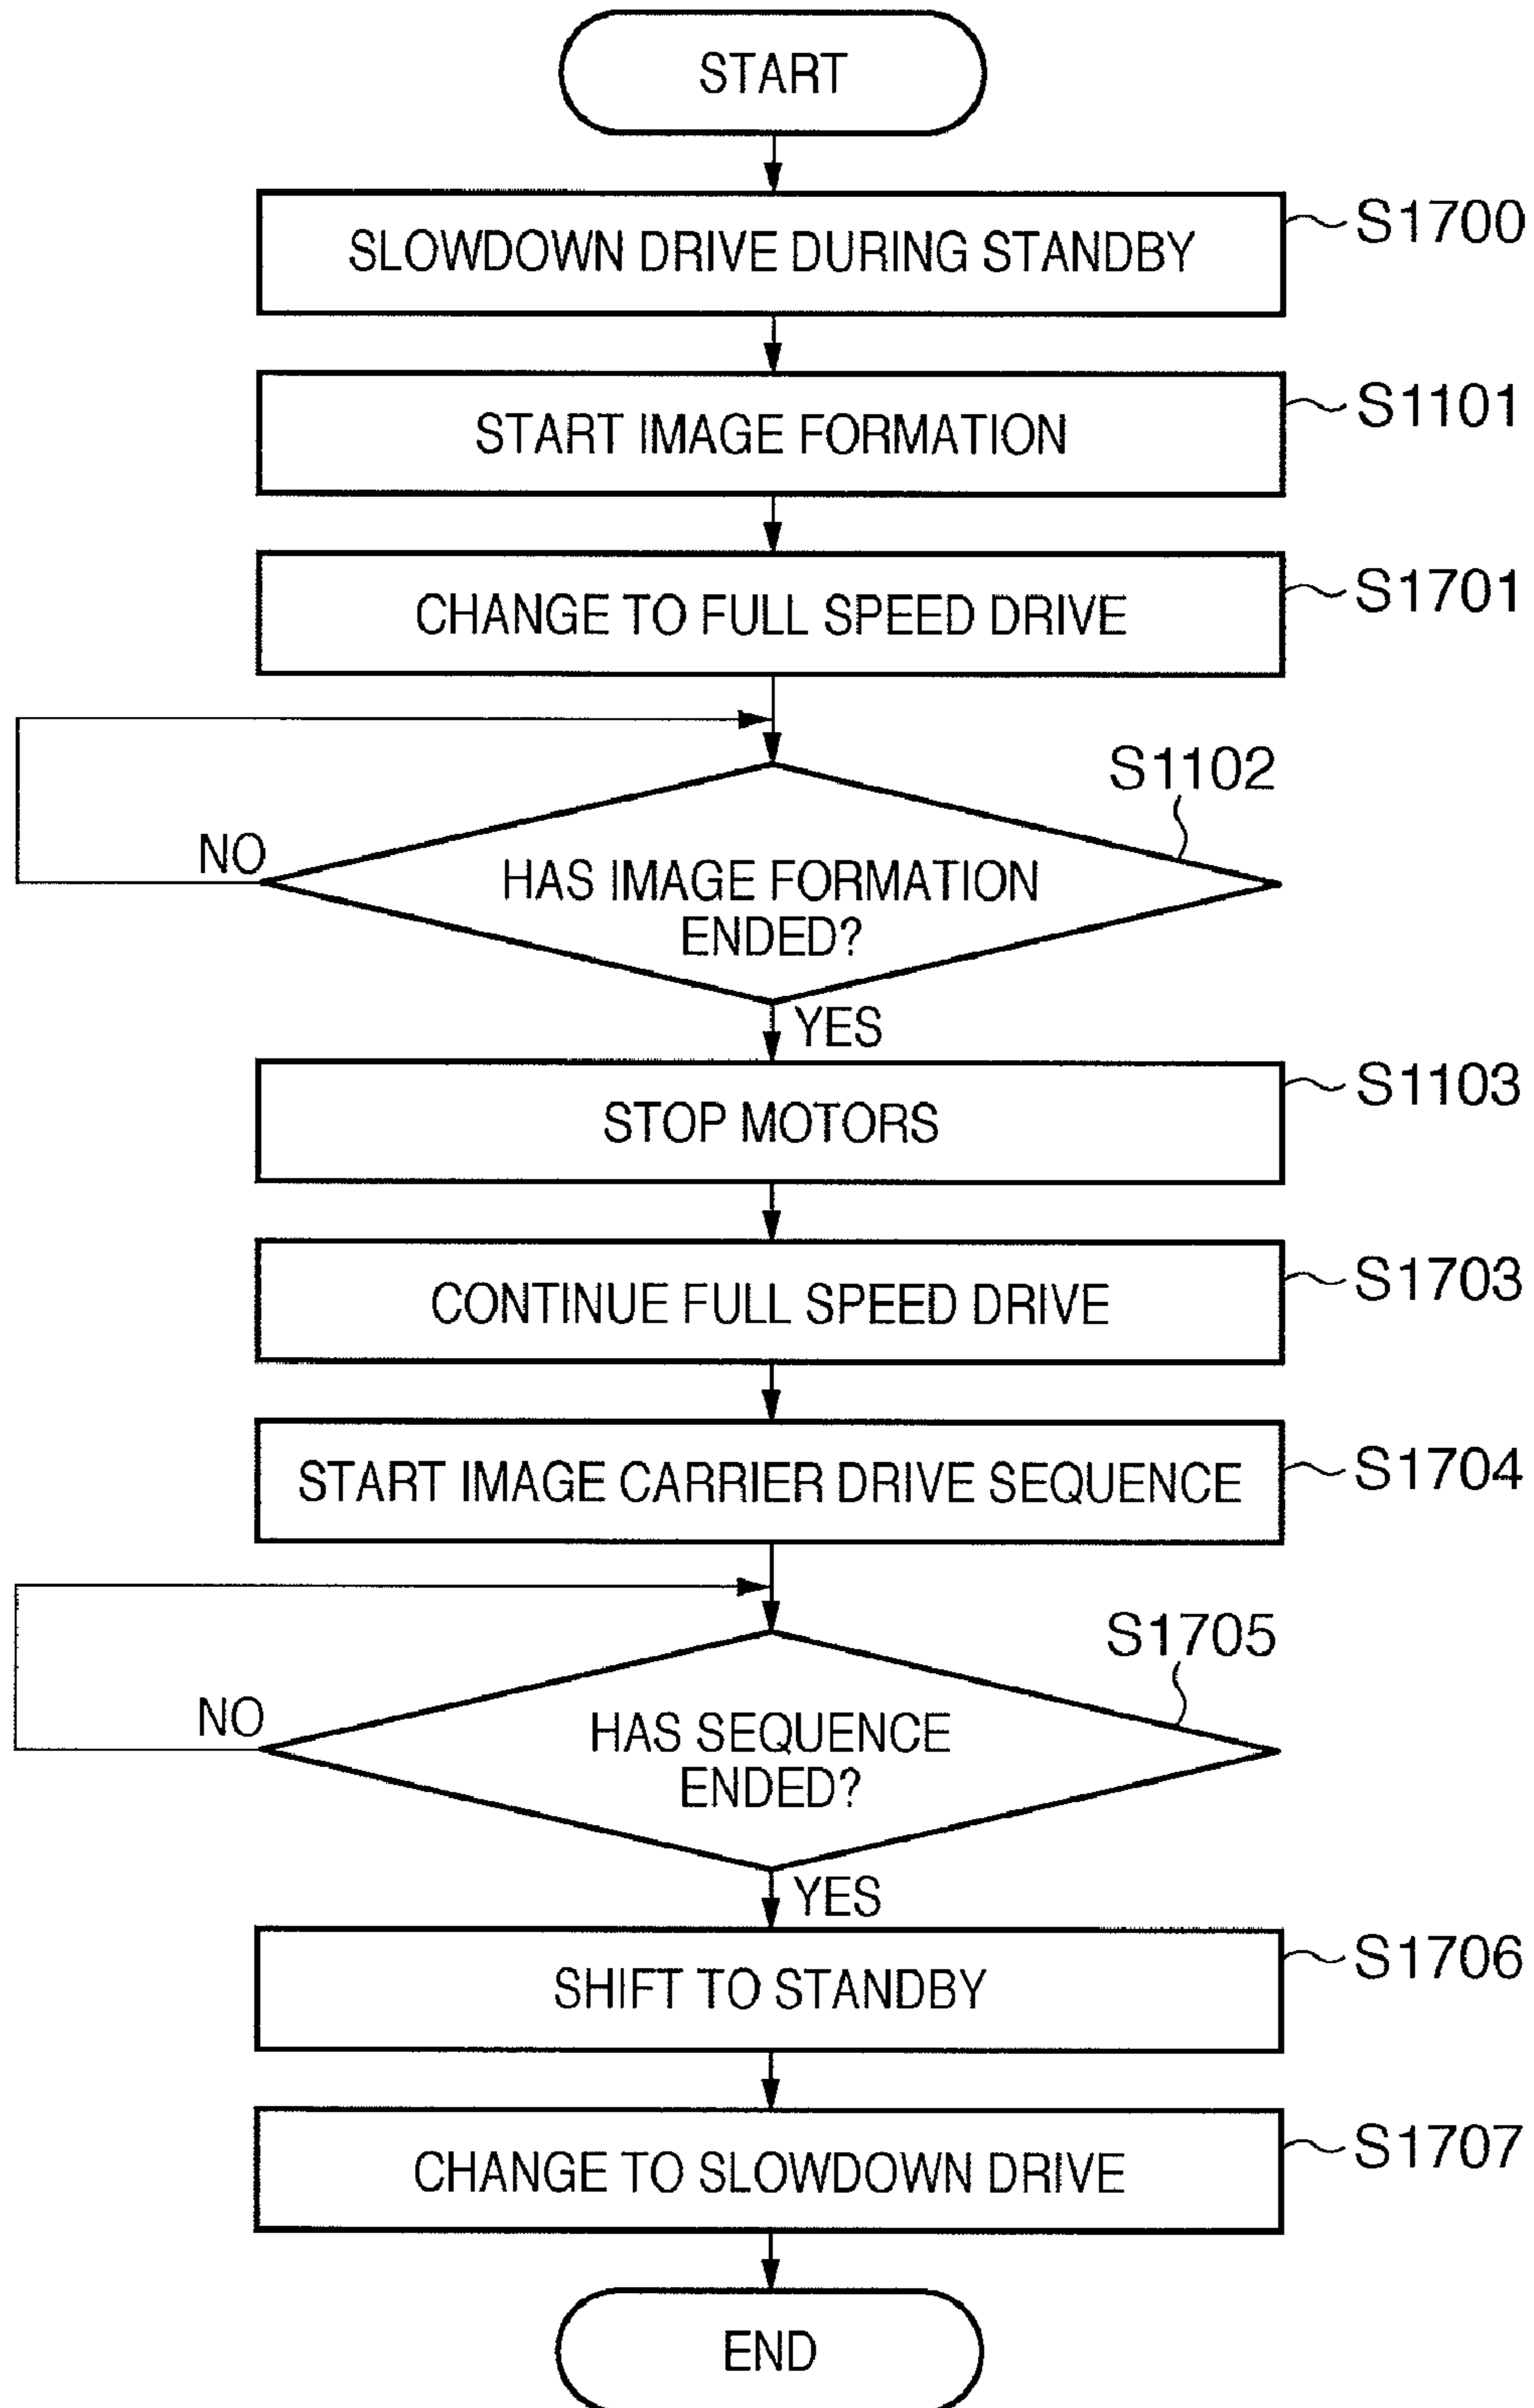 START
SLOWDOWN DRIVE DURING STANDBY
S1700
START IMAGE FORMATION
S1101
CHANGE TO FULL SPEED DRIVE
S1701
S1102
NO
HAS IMAGE FORMATION
ENDED?
YES
STOP MOTORS
S1103
CONTINUE FULL SPEED DRIVE
S1703
START IMAGE CARRIER DRIVE SEQUENCE
S1704
S1705
NO
HAS SEQUENCE
ENDED?
YES
SHIFT TO STANDBY
S1706
CHANGE TO SLOWDOWN DRIVE
S1707
END